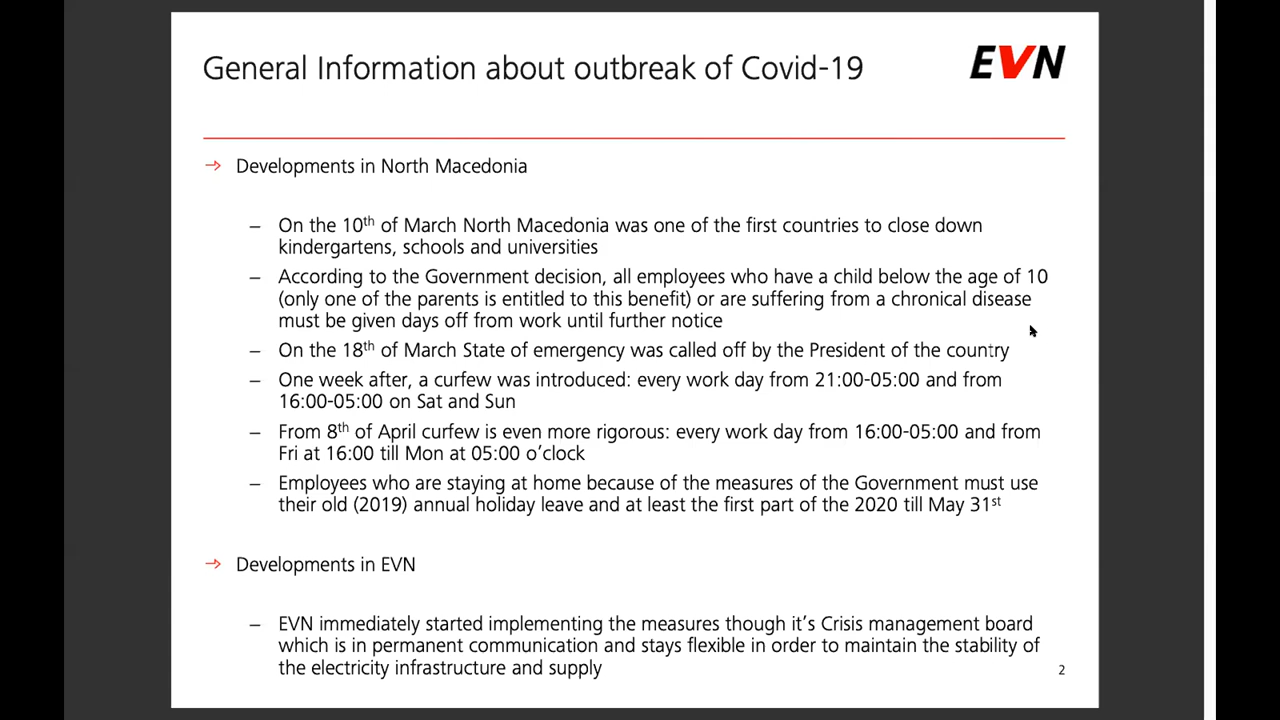 General Information about outbreak of Covid-19
EVN
→ Developments in North Macedonia
– On the 10th of March North Macedonia was one of the first countries to close down
kindergartens, schools and universities
– According to the Government decision, all employees who have a child below the age of 10
(only one of the parents is entitled to this benefit) or are suffering from a chronical disease
must be given days off from work until further notice
– On the 18th of March State of emergency was called off by the President of the country
– One week after, a curfew was introduced: every work day from 21:00-05:00 and from
16:00-05:00 on Sat and Sun
– From 8th of April curfew is even more rigorous: every work day from 16:00-05:00 and from
Fri at 16:00 till Mon at 05:00 o’clock
– Employees who are staying at home because of the measures of the Government must use
their old (2019) annual holiday leave and at least the first part of the 2020 till May 31st
→ Developments in EVN
– EVN immediately started implementing the measures though it’s Crisis management board
which is in permanent communication and stays flexible in order to maintain the stability of
the electricity infrastructure and supply
2